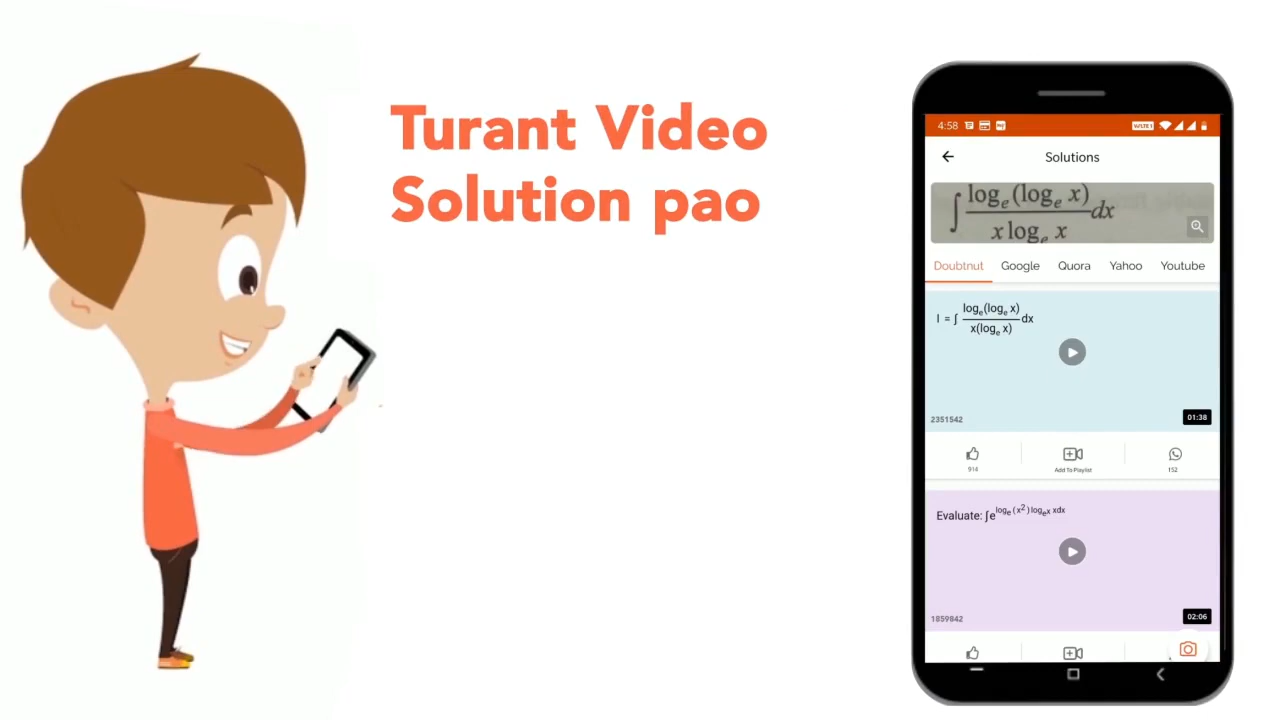 Turant Video
Solution pao
4:58
Solutions
∫ logₑ(logₑ x) / x logₑ x dx
Doubtnut Google Quora Yahoo Youtube
I = ∫ logₑ(logₑ x) / x(logₑ x) dx
2351542 01:38
914 Add To Playlist 152
Evaluate: ∫e^logₑ(x²)logₑx xdx
1859842 02:06